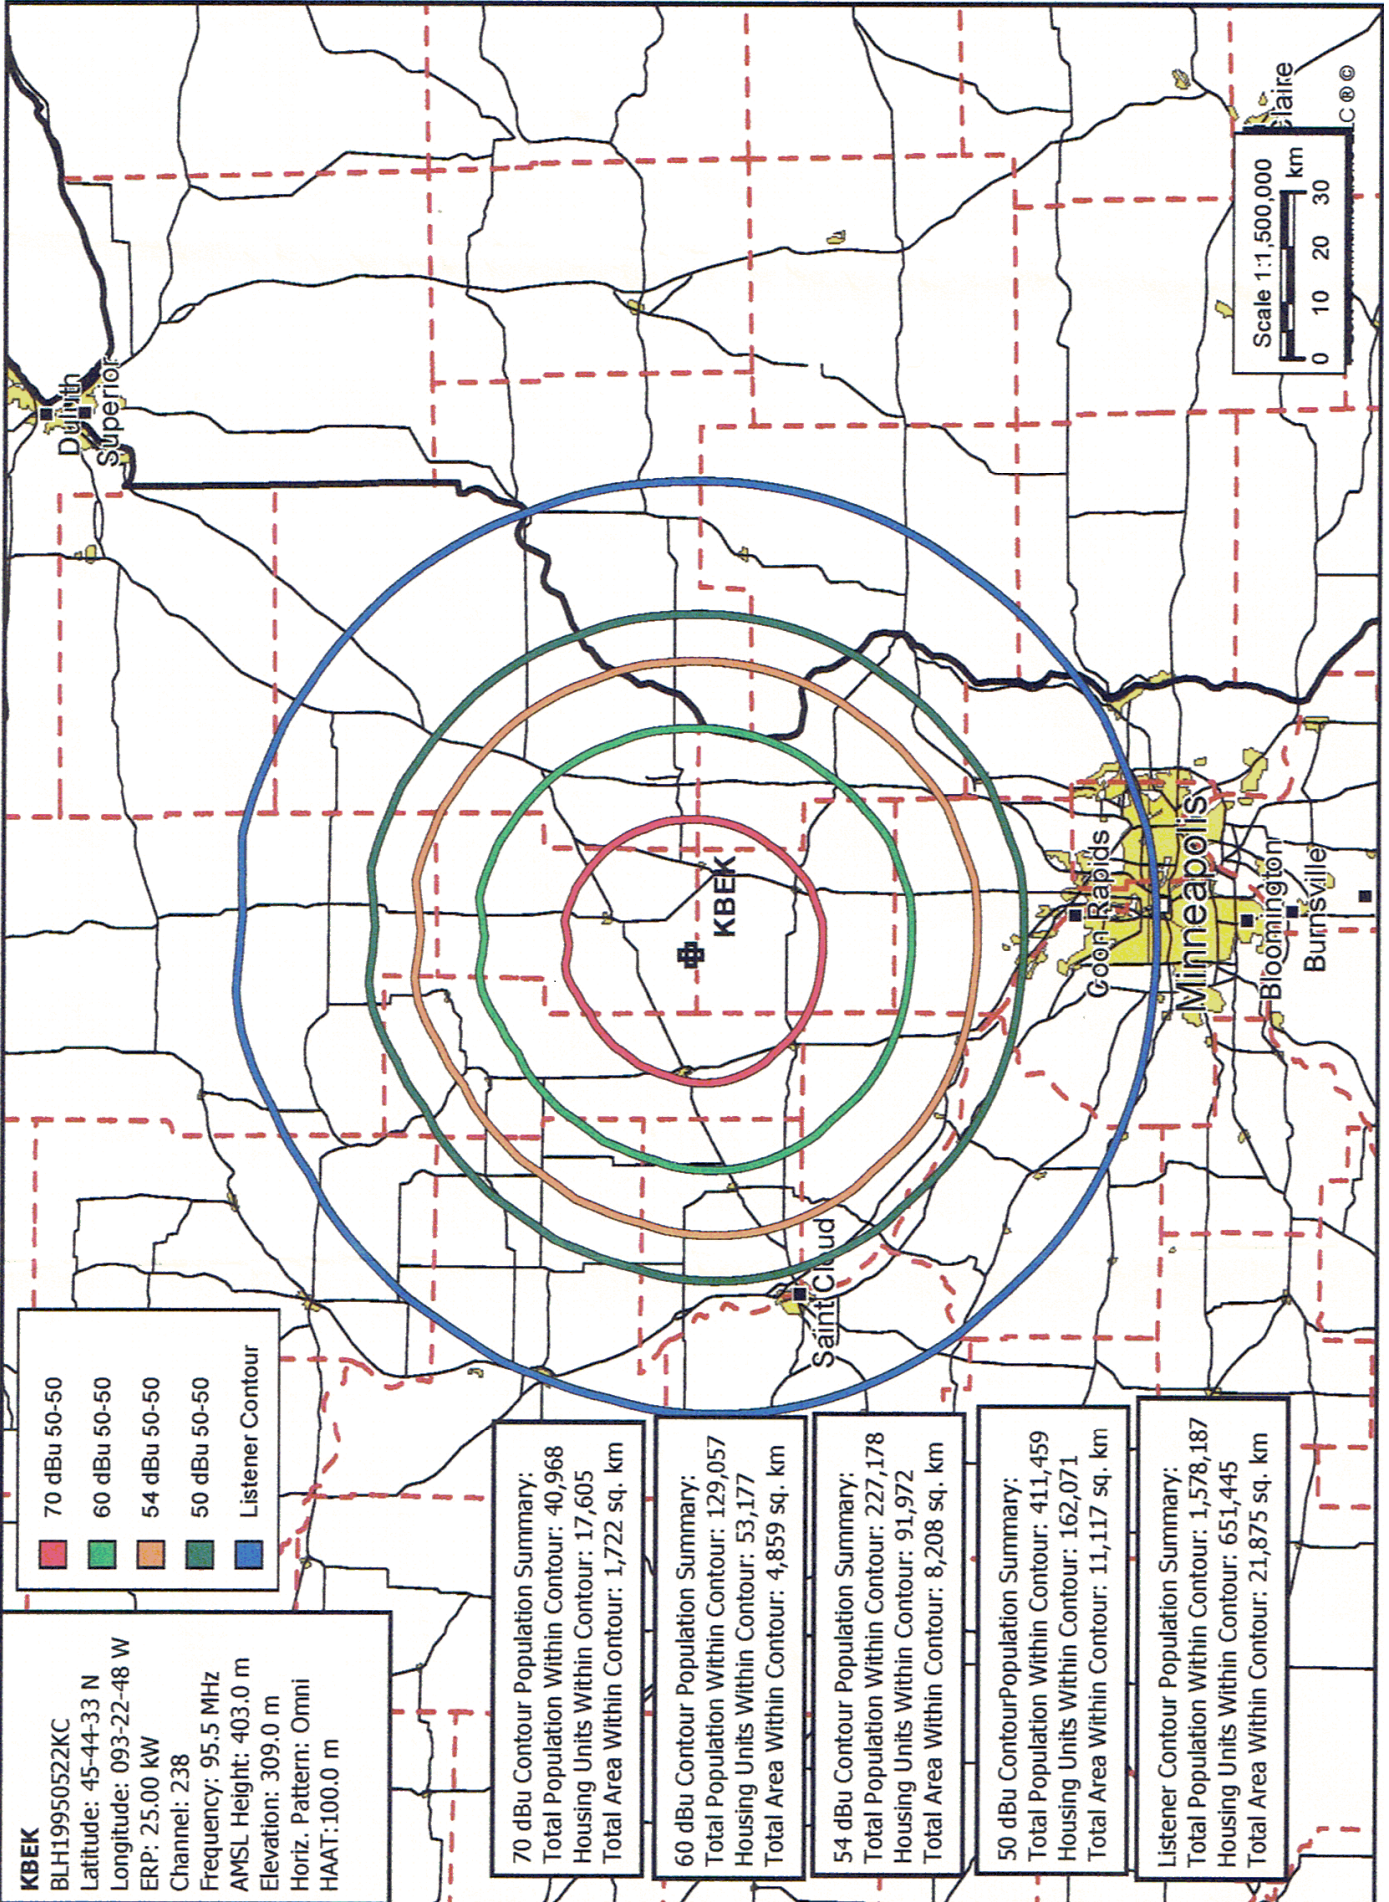 KBEK
BLH19950522KC
Latitude: 45-44-33 N
Longitude: 093-22-48 W
ERP: 25.00 kW
Channel: 238
Frequency: 95.5 MHz
AMSL Height: 403.0 m
Elevation: 309.0 m
Horiz. Pattern: Omni
HAAT:100.0 m
70 dBu 50-50
60 dBu 50-50
54 dBu 50-50
50 dBu 50-50
Listener Contour
70 dBu Contour Population Summary:
Total Population Within Contour: 40,968
Housing Units Within Contour: 17,605
Total Area Within Contour: 1,722 sq. km
60 dBu Contour Population Summary:
Total Population Within Contour: 129,057
Housing Units Within Contour: 53,177
Total Area Within Contour: 4,859 sq. km
54 dBu Contour Population Summary:
Total Population Within Contour: 227,178
Housing Units Within Contour: 91,972
Total Area Within Contour: 8,208 sq. km
50 dBu ContourPopulation Summary:
Total Population Within Contour: 411,459
Housing Units Within Contour: 162,071
Total Area Within Contour: 11,117 sq. km
Listener Contour Population Summary:
Total Population Within Contour: 1,578,187
Housing Units Within Contour: 651,445
Total Area Within Contour: 21,875 sq. km
Duluth
Superior
KBEK
Saint Cloud
Coon Rapids
Minneapolis
Bloomington
Burnsville
laire
Scale 1:1,500,000
0 10 20 30
km
LC ® ©